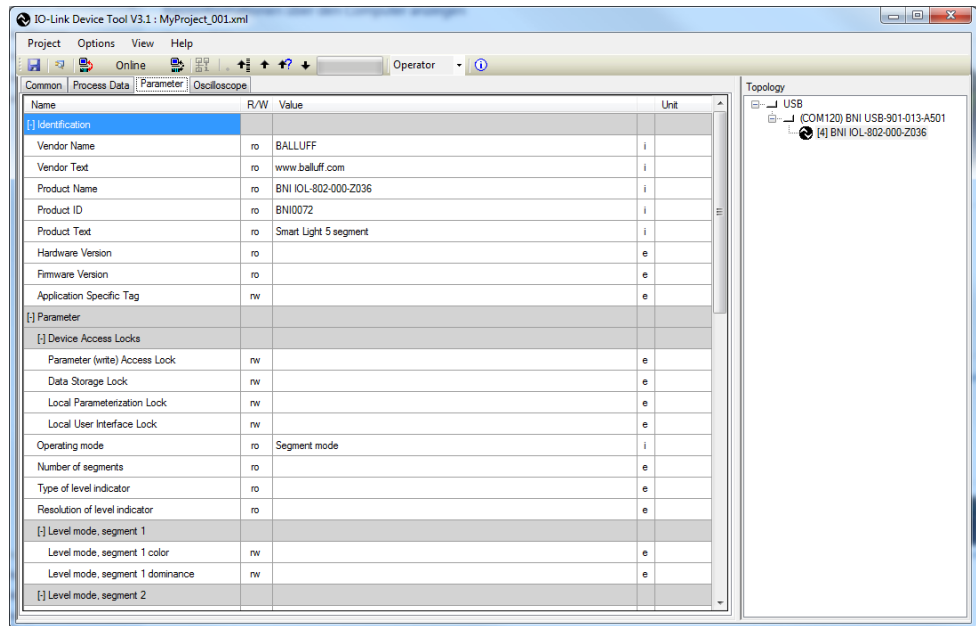 IO-Link Device Tool V3.1 : MyProject_001.xml
Project Options View Help
Online Operator
Common Process Data Parameter Oscilloscope
Name R/W Value Unit
[-] Identification
Vendor Name ro BALLUFF i
Vendor Text ro www.balluff.com i
Product Name ro BNI IOL-802-000-Z036 i
Product ID ro BNI0072 i
Product Text ro Smart Light 5 segment i
Hardware Version ro e
Firmware Version ro e
Application Specific Tag rw e
[-] Parameter
[-] Device Access Locks
Parameter (write) Access Lock rw e
Data Storage Lock rw e
Local Parameterization Lock rw e
Local User Interface Lock rw e
Operating mode ro Segment mode i
Number of segments ro e
Type of level indicator ro e
Resolution of level indicator ro e
[-] Level mode, segment 1
Level mode, segment 1 color rw e
Level mode, segment 1 dominance rw e
[-] Level mode, segment 2
Topology
USB
(COM120) BNI USB-901-013-A501
[4] BNI IOL-802-000-Z036